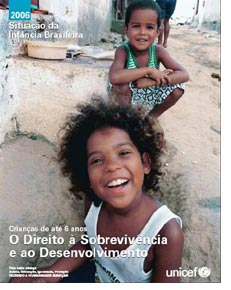 2006
Situação da
Infância Brasileira
Crianças de até 6 anos
O Direito à Sobrevivência
e ao Desenvolvimento
unicef